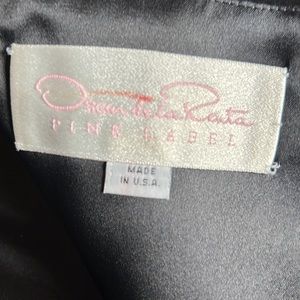 Oscar de la Renta
PINK LABEL
MADE
IN U.S.A.